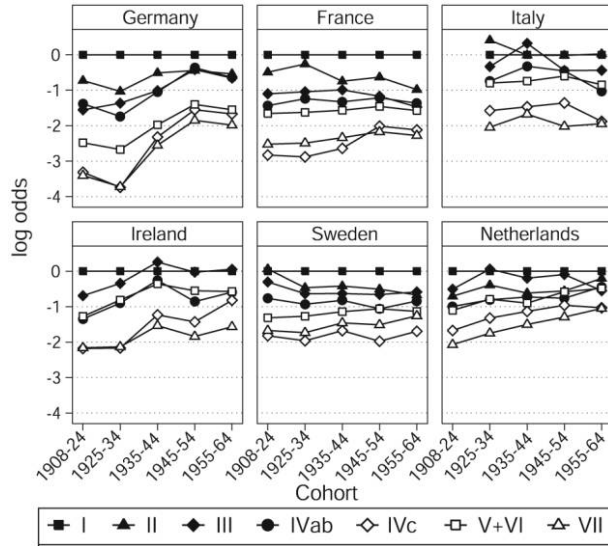 Germany France Italy
0
-1
-2
-3
-4
log odds
Ireland Sweden Netherlands
0
-1
-2
-3
-4
1908-24 1925-34 1935-44 1945-54 1955-64 1908-24 1925-34 1935-44 1945-54 1955-64 1908-24 1925-34 1935-44 1945-54 1955-64
Cohort
I II III IVab IVc V+VI VII